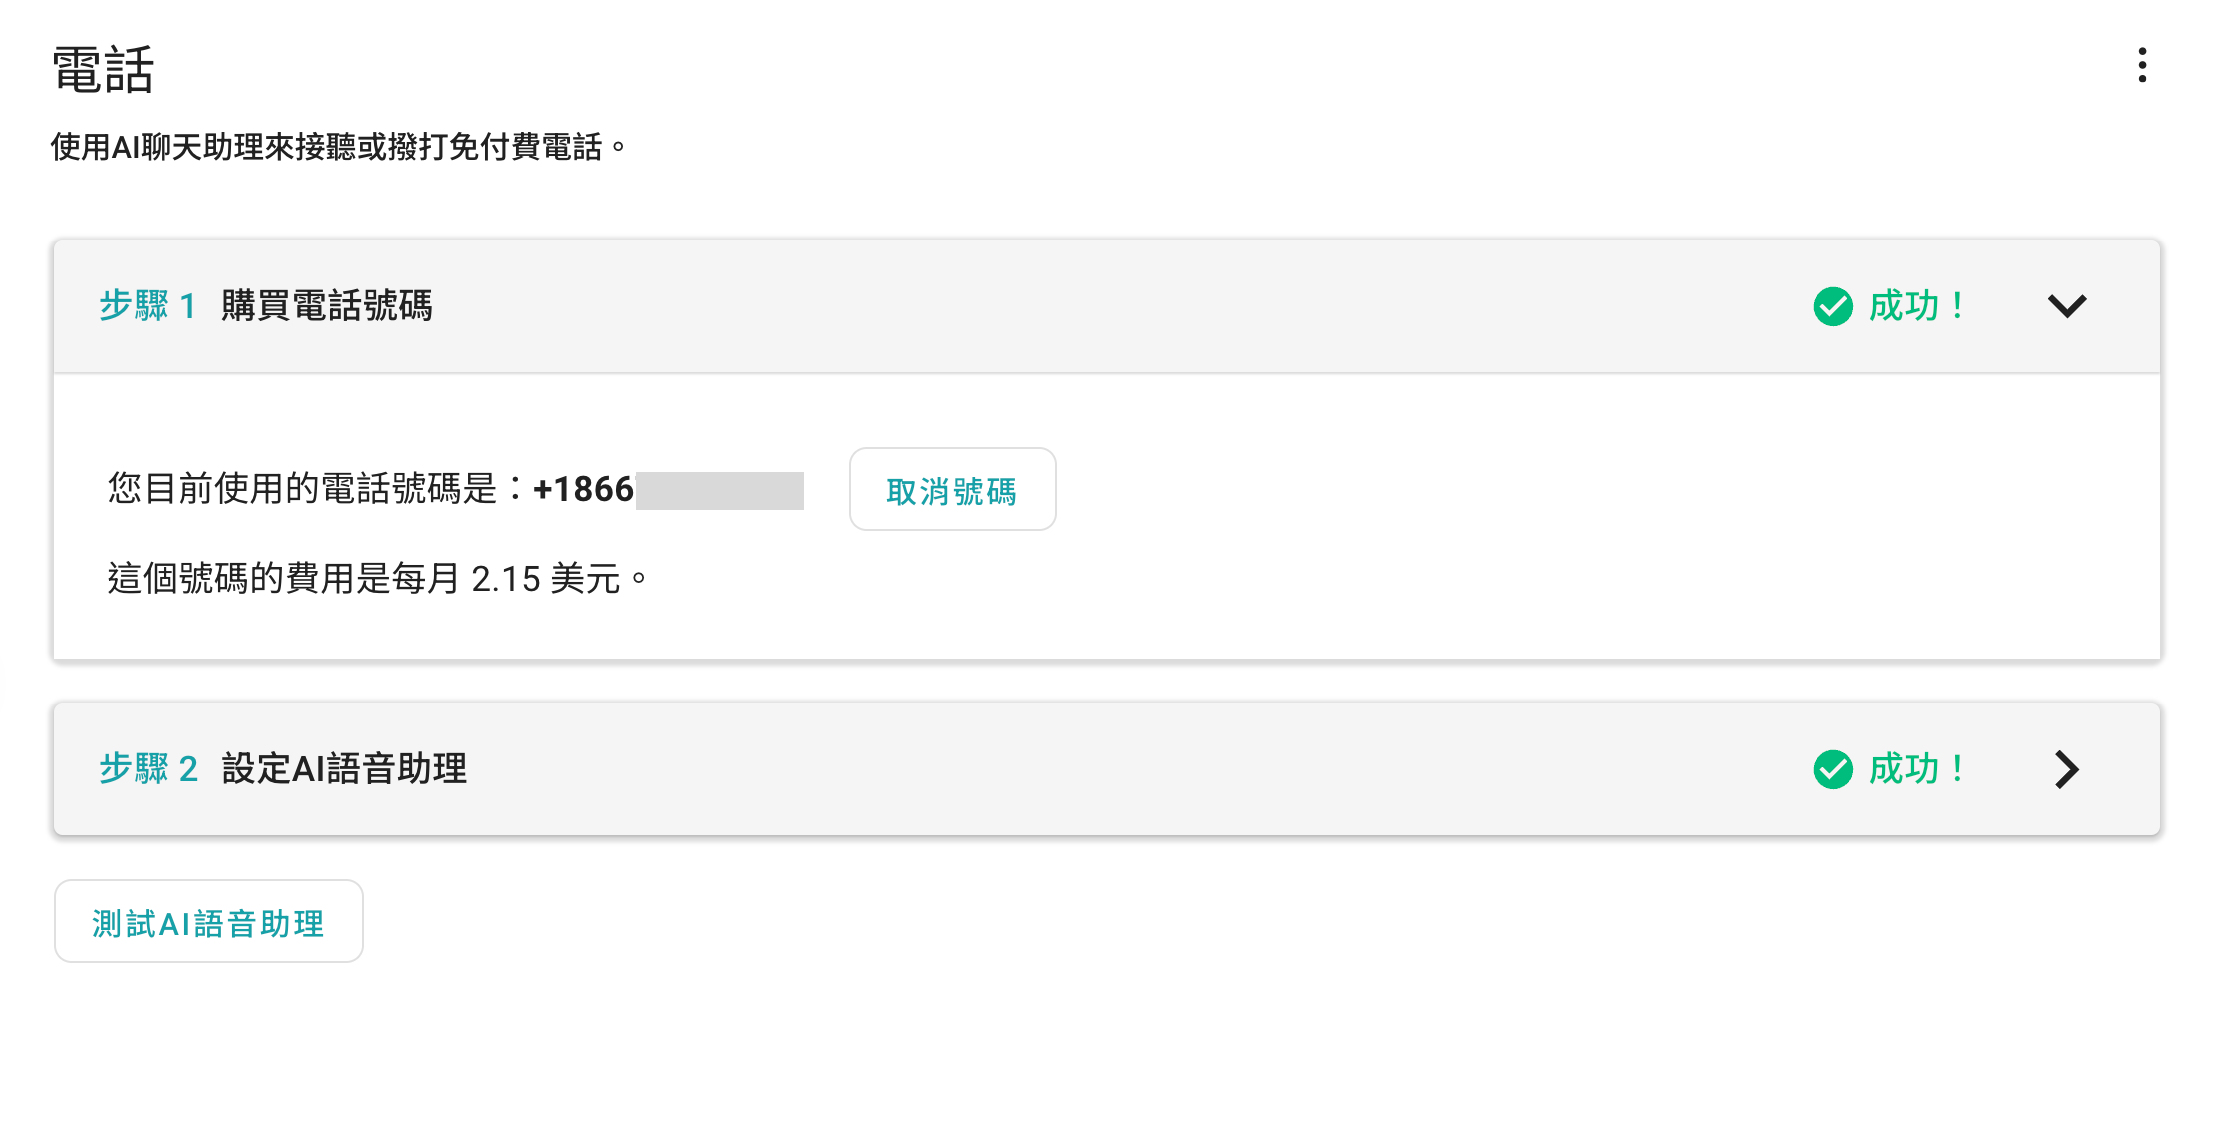 電話
使用AI聊天助理來接聽或撥打免付費電話。
步驟 1 購買電話號碼 成功！
您目前使用的電話號碼是：+1866 取消號碼
這個號碼的費用是每月 2.15 美元。
步驟 2 設定AI語音助理 成功！
測試AI語音助理